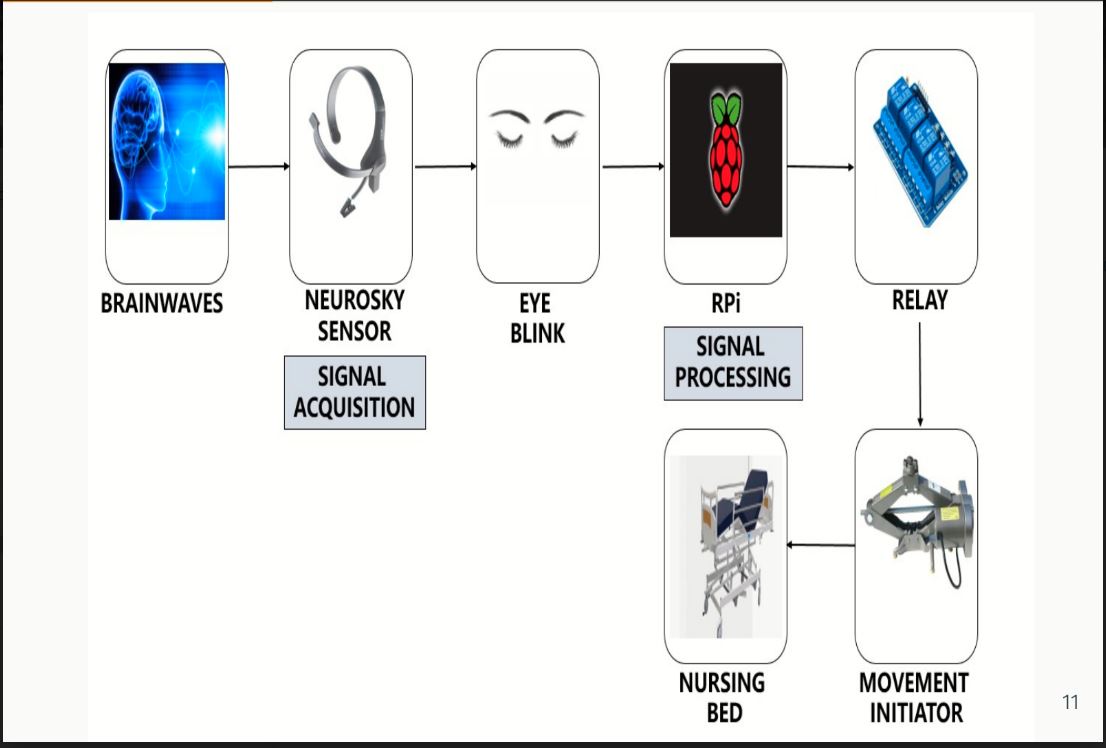 BRAINWAVES
NEUROSKY
SENSOR
SIGNAL
ACQUISITION
EYE
BLINK
RPi
SIGNAL
PROCESSING
RELAY
MOVEMENT
INITIATOR
NURSING
BED
11